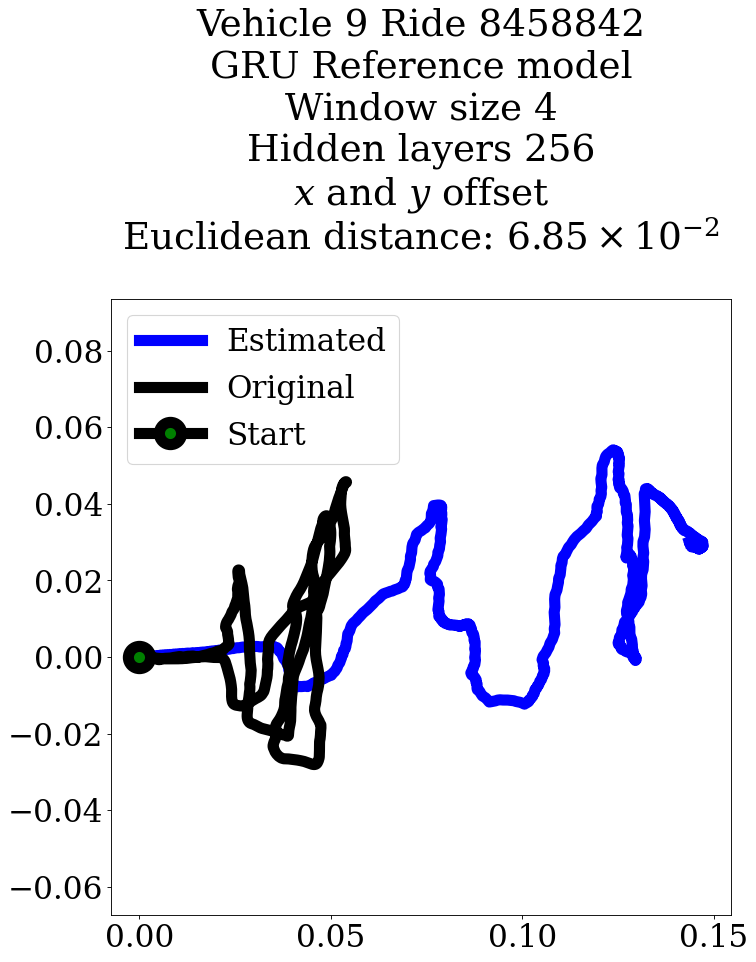 Vehicle 9 Ride 8458842
GRU Reference model
Window size 4
Hidden layers 256
x and y offset
Euclidean distance: 6.85 × 10⁻²
Estimated
Original
Start
0.08
0.06
0.04
0.02
0.00
−0.02
−0.04
−0.06
0.00 0.05 0.10 0.15